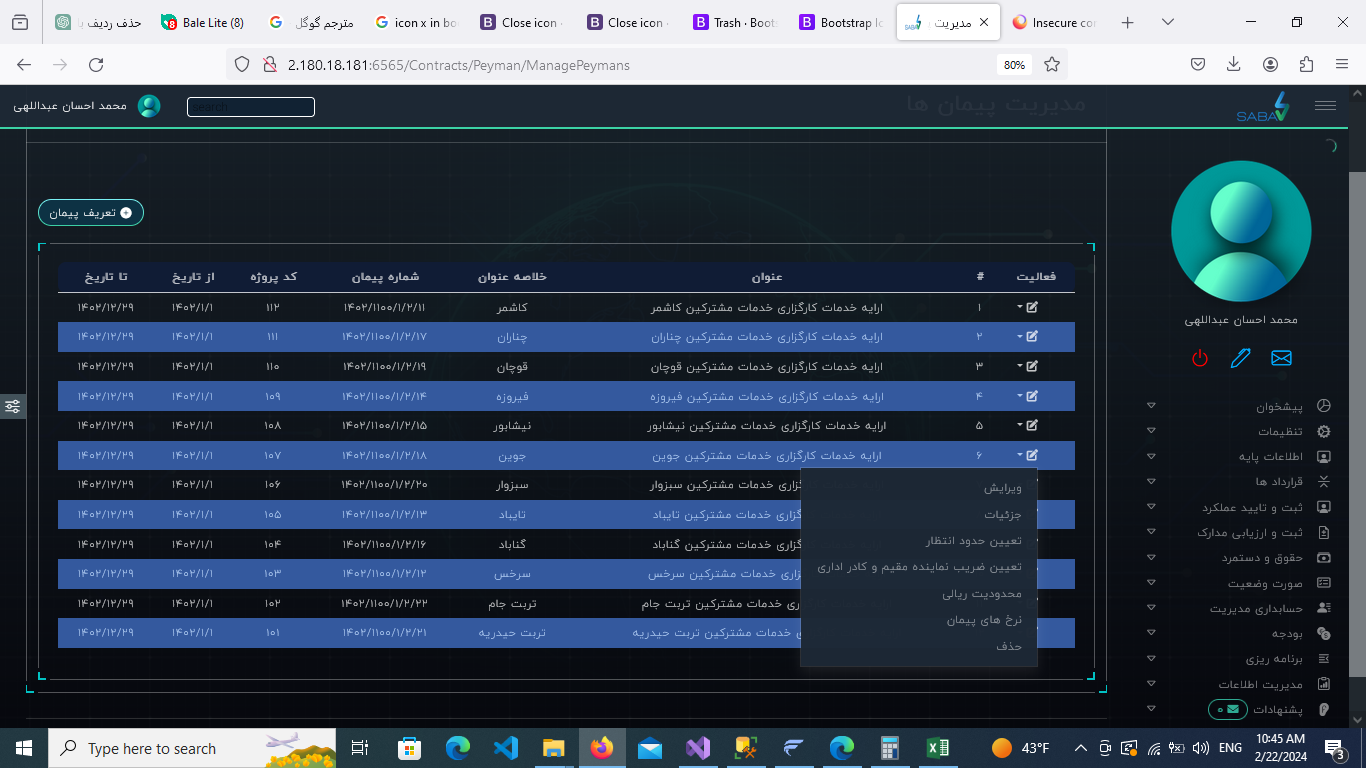 حذف ردیف با
Bale Lite (8)
مترجم گوگل
icon x in bo
Close icon
Close icon
Trash · Boots
Bootstrap Ic
مدیریت
Insecure co
2.180.18.181:6565/Contracts/Peyman/ManagePeymans
80%
محمد احسان عبداللهی
search
مدیریت پیمان ها
SABA
تعریف پیمان
فعالیت # عنوان خلاصه عنوان شماره پیمان کد پروژه از تاریخ تا تاریخ
۱ ارایه خدمات کارگزاری خدمات مشترکین کاشمر کاشمر ۱۴۰۲/۱۱۰۰/۱/۲/۱۱ ۱۱۲ ۱۴۰۲/۱/۱ ۱۴۰۲/۱۲/۲۹
۲ ارایه خدمات کارگزاری خدمات مشترکین چناران چناران ۱۴۰۲/۱۱۰۰/۱/۲/۱۷ ۱۱۱ ۱۴۰۲/۱/۱ ۱۴۰۲/۱۲/۲۹
۳ ارایه خدمات کارگزاری خدمات مشترکین قوچان قوچان ۱۴۰۲/۱۱۰۰/۱/۲/۱۹ ۱۱۰ ۱۴۰۲/۱/۱ ۱۴۰۲/۱۲/۲۹
۴ ارایه خدمات کارگزاری خدمات مشترکین فیروزه فیروزه ۱۴۰۲/۱۱۰۰/۱/۲/۱۴ ۱۰۹ ۱۴۰۲/۱/۱ ۱۴۰۲/۱۲/۲۹
۵ ارایه خدمات کارگزاری خدمات مشترکین نیشابور نیشابور ۱۴۰۲/۱۱۰۰/۱/۲/۱۵ ۱۰۸ ۱۴۰۲/۱/۱ ۱۴۰۲/۱۲/۲۹
۶ ارایه خدمات کارگزاری خدمات مشترکین جوین جوین ۱۴۰۲/۱۱۰۰/۱/۲/۱۸ ۱۰۷ ۱۴۰۲/۱/۱ ۱۴۰۲/۱۲/۲۹
خدمات مشترکین سبزوار سبزوار ۱۴۰۲/۱۱۰۰/۱/۲/۲۰ ۱۰۶ ۱۴۰۲/۱/۱ ۱۴۰۲/۱۲/۲۹
خدمات مشترکین تایباد تایباد ۱۴۰۲/۱۱۰۰/۱/۲/۱۳ ۱۰۵ ۱۴۰۲/۱/۱ ۱۴۰۲/۱۲/۲۹
خدمات مشترکین گناباد گناباد ۱۴۰۲/۱۱۰۰/۱/۲/۱۶ ۱۰۴ ۱۴۰۲/۱/۱ ۱۴۰۲/۱۲/۲۹
خدمات مشترکین سرخس سرخس ۱۴۰۲/۱۱۰۰/۱/۲/۱۲ ۱۰۳ ۱۴۰۲/۱/۱ ۱۴۰۲/۱۲/۲۹
خدمات مشترکین تربت جام تربت جام ۱۴۰۲/۱۱۰۰/۱/۲/۲۲ ۱۰۲ ۱۴۰۲/۱/۱ ۱۴۰۲/۱۲/۲۹
خدمات مشترکین تربت حیدریه تربت حیدریه ۱۴۰۲/۱۱۰۰/۱/۲/۲۱ ۱۰۱ ۱۴۰۲/۱/۱ ۱۴۰۲/۱۲/۲۹
ویرایش
جزئیات
تعیین حدود انتظار
تعیین ضریب نماینده مقیم و کادر اداری
محدودیت ریالی
نرخ های پیمان
حذف
محمد احسان عبداللهی
پیشخوان
تنظیمات
اطلاعات پایه
قرارداد ها
ثبت و تایید عملکرد
ثبت و ارزیابی مدارک
حقوق و دستمزد
صورت وضعیت
حسابداری مدیریت
بودجه
برنامه ریزی
مدیریت اطلاعات
پیشنهادات ۰
Type here to search
43°F
ENG
10:45 AM
2/22/2024
3